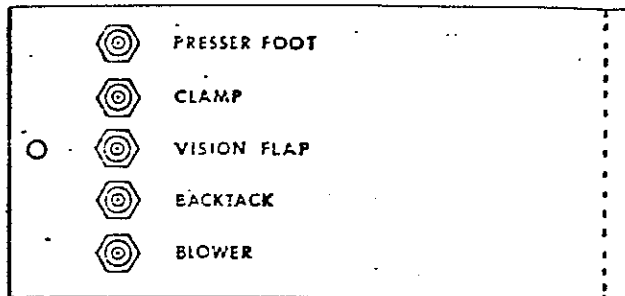 PRESSER FOOT
CLAMP
VISION FLAP
BACKTACK
BLOWER